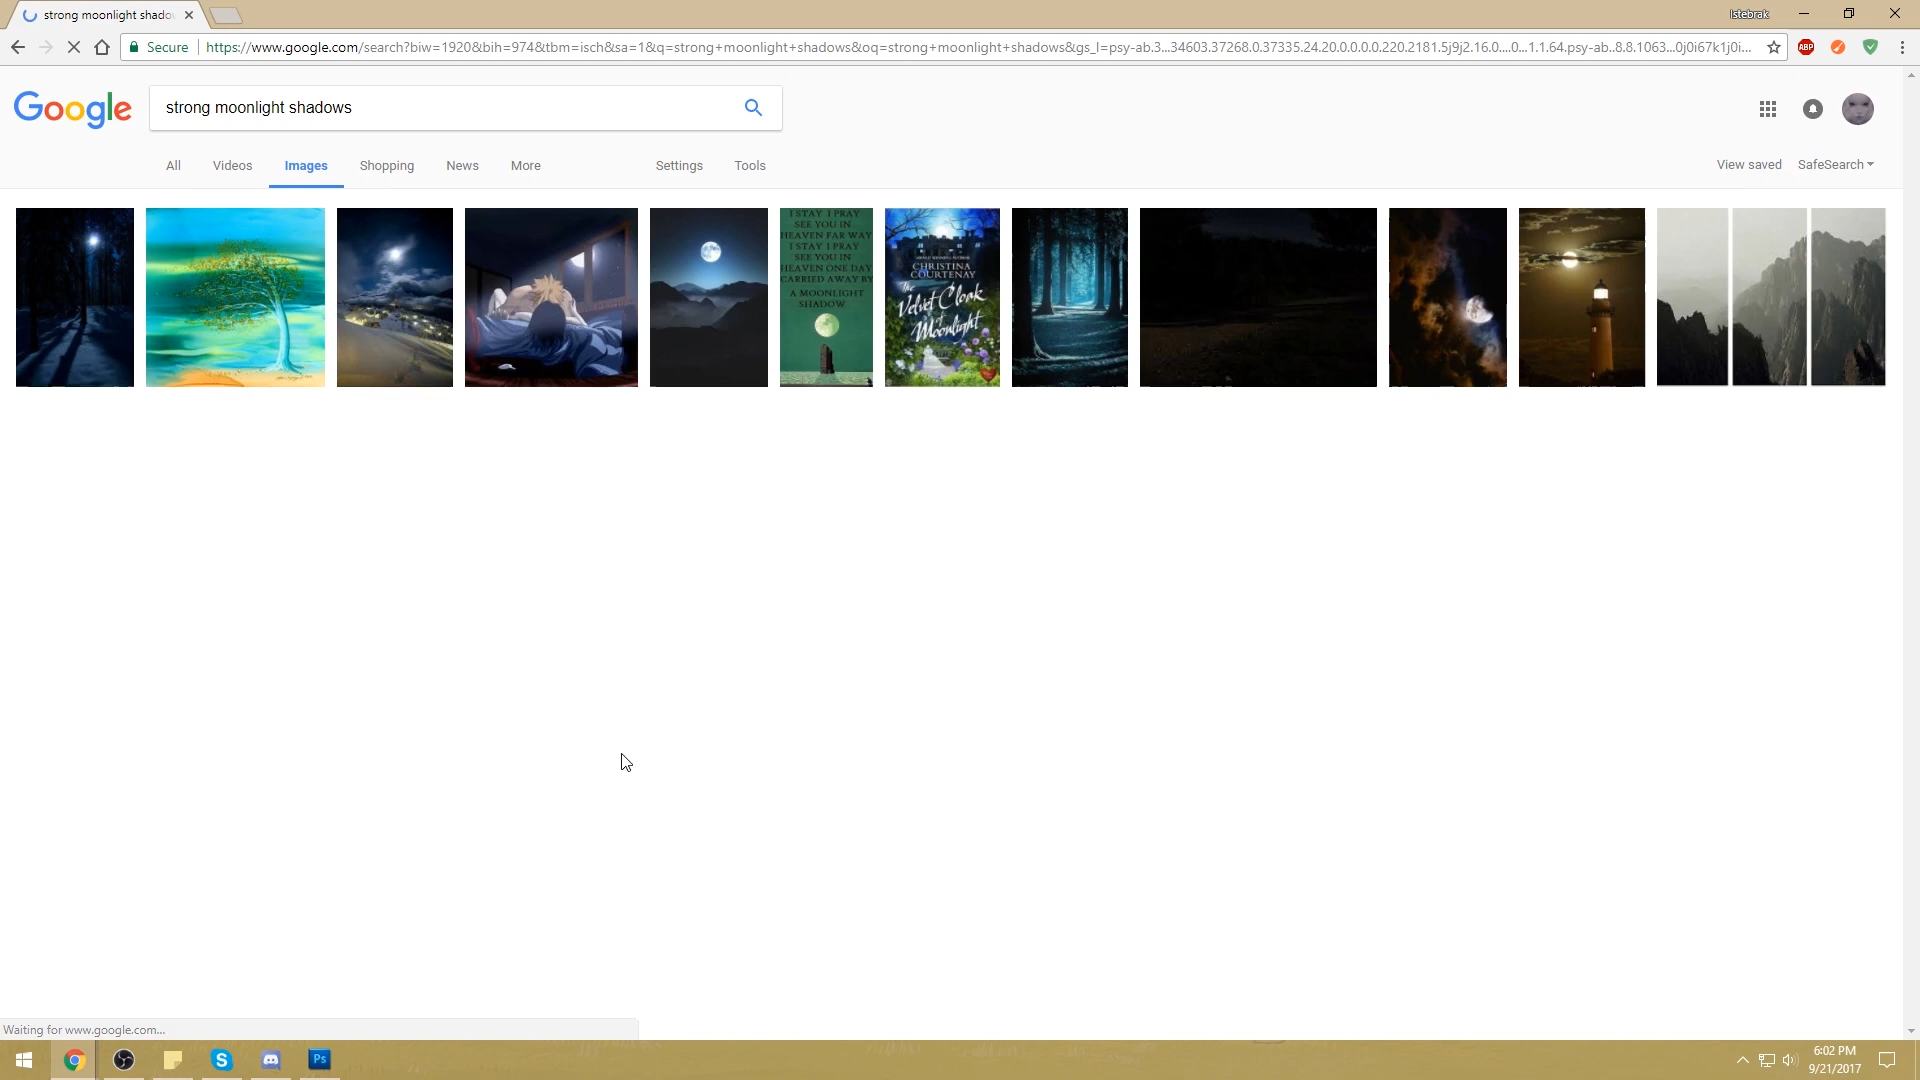 strong moonlight shado
Istebrak
Secure
https://www.google.com/search?biw=1920&bih=974&tbm=isch&sa=1&q=strong+moonlight+shadows&oq=strong+moonlight+shadows&gs_l=psy-ab.3...34603.37268.0.37335.24.20.0.0.0.0.220.2181.5j9j2.16.0....0...1.1.64.psy-ab..8.8.1063...0j0i67k1j0i...
ABP
Google
strong moonlight shadows
All Videos Images Shopping News More Settings Tools
View saved SafeSearch
I STAY I PRAY
SEE YOU IN
HEAVEN FAR WAY
I STAY I PRAY
SEE YOU IN
HEAVEN ONE DAY
CARRIED AWAY BY
A MOONLIGHT
SHADOW
CHRISTINA
COURTENAY
the
Velvet Cloak
of
Moonlight
Waiting for www.google.com...
S
Ps
6:02 PM
9/21/2017